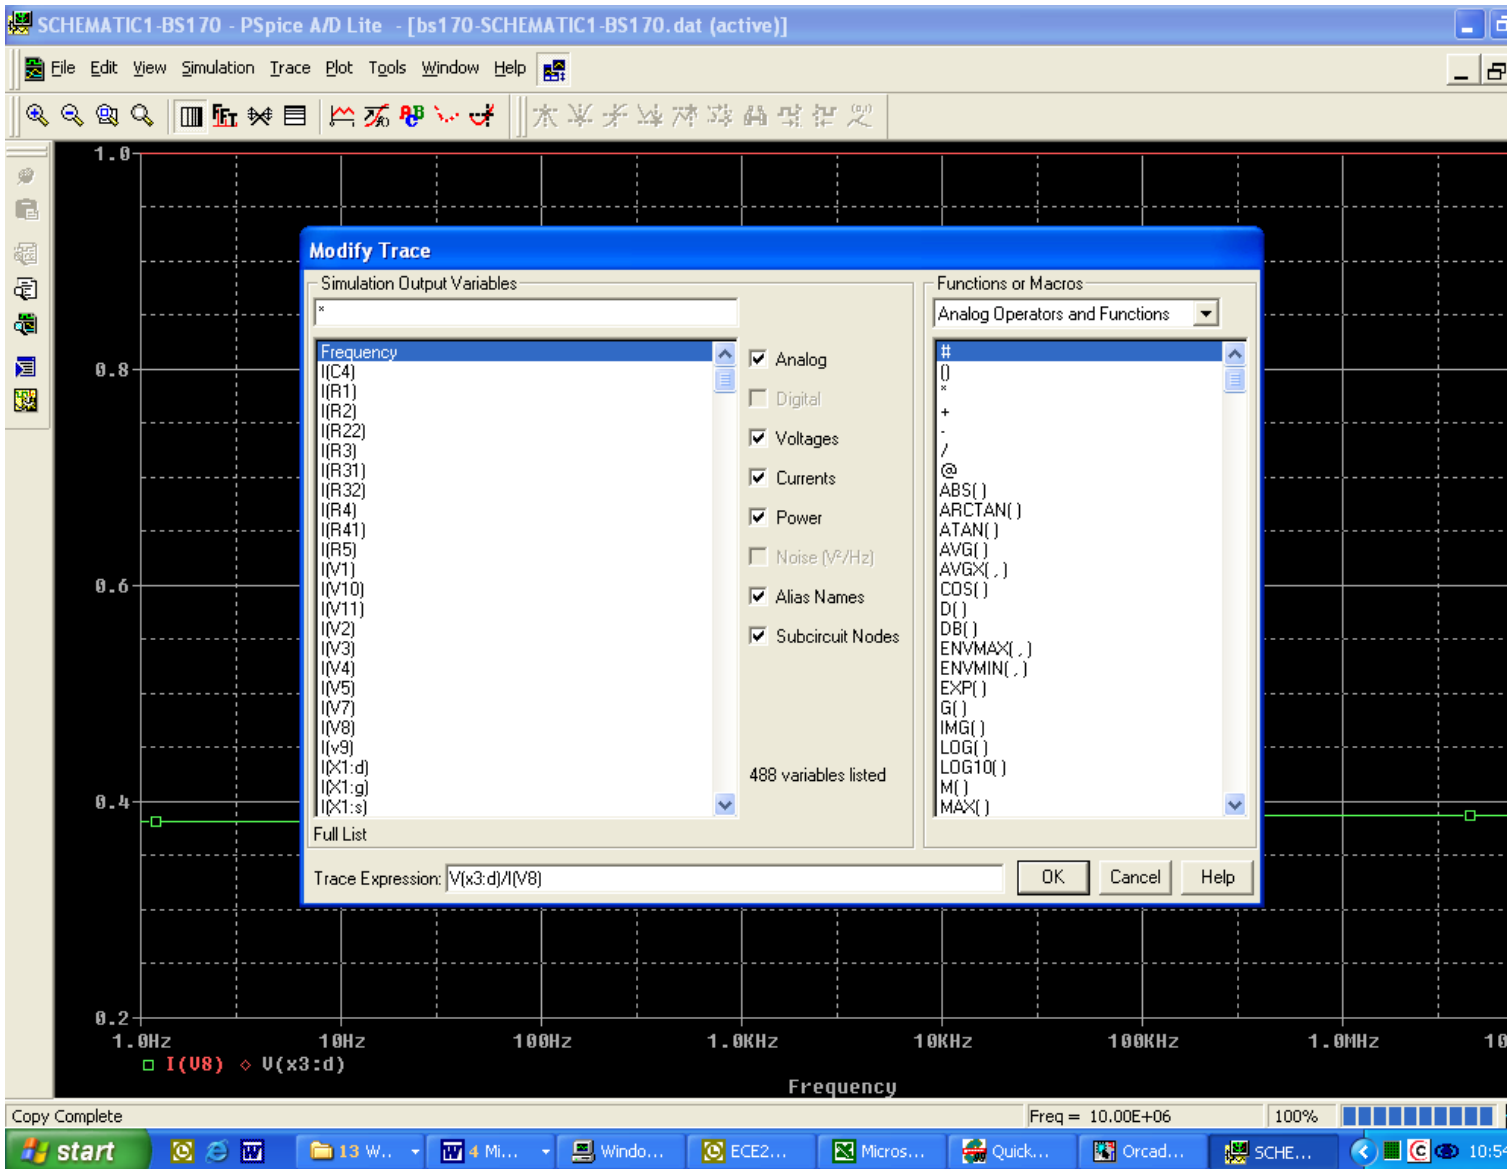 SCHEMATIC1-BS170 - PSpice A/D Lite - [bs170-SCHEMATIC1-BS170.dat (active)]
File Edit View Simulation Trace Plot Tools Window Help
1.0
0.8
0.6
0.4
0.2
Modify Trace
Simulation Output Variables
*
Frequency
I(C4)
I(R1)
I(R2)
I(R22)
I(R3)
I(R31)
I(R32)
I(R4)
I(R41)
I(R5)
I(V1)
I(V10)
I(V11)
I(V2)
I(V3)
I(V4)
I(V5)
I(V7)
I(V8)
I(v9)
I(X1:d)
I(X1:g)
I(X1:s)
Full List
Analog
Digital
Voltages
Currents
Power
Noise (V²/Hz)
Alias Names
Subcircuit Nodes
488 variables listed
Functions or Macros
Analog Operators and Functions
#
()
*
+
-
/
@
ABS( )
ARCTAN( )
ATAN( )
AVG( )
AVGX( , )
COS( )
D( )
DB( )
ENVMAX( , )
ENVMIN( , )
EXP( )
G( )
IMG( )
LOG( )
LOG10( )
M( )
MAX( )
Trace Expression: V(x3:d)/I(V8)
OK Cancel Help
1.0Hz 10Hz 100Hz 1.0KHz 10KHz 100KHz 1.0MHz 10
I(V8) V(x3:d)
Frequency
Copy Complete Freq = 10.00E+06 100%
start 13 W... 4 Mi... Windo... ECE2... Micros... Quick... Orcad... SCHE... 10:54